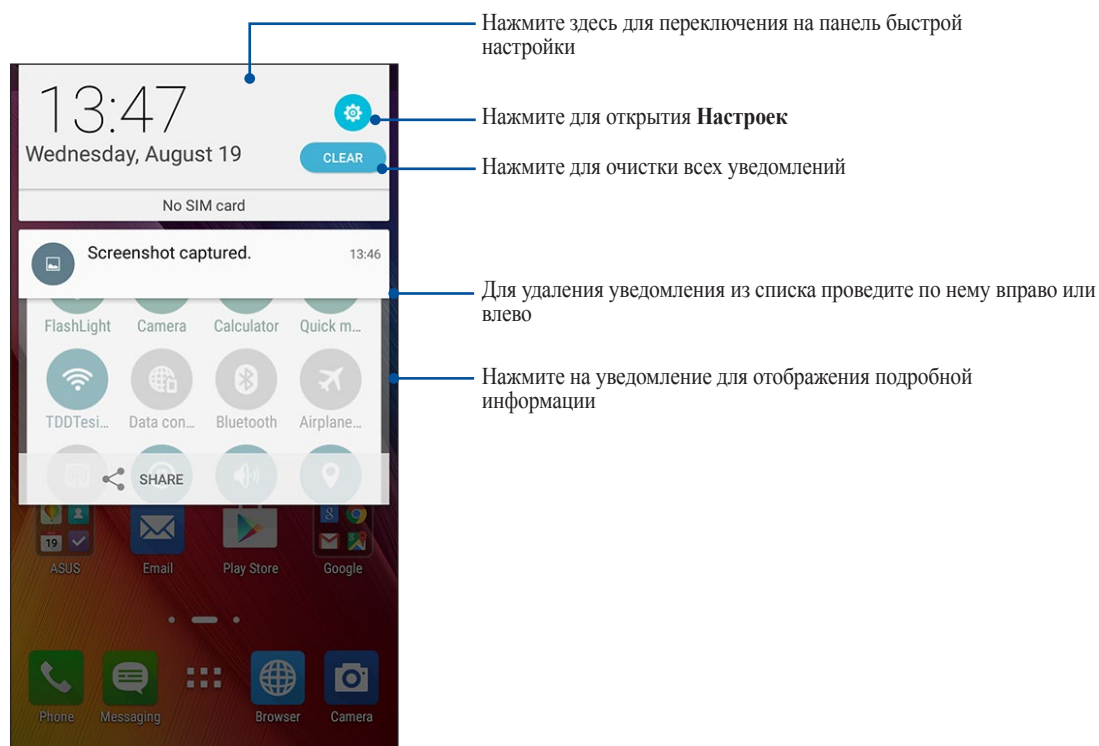 Нажмите здесь для переключения на панель быстрой
настройки
13:47
Wednesday, August 19
Нажмите для открытия Настроек
CLEAR
Нажмите для очистки всех уведомлений
No SIM card
Screenshot captured.
13:46
Для удаления уведомления из списка проведите по нему вправо или
влево
FlashLight Camera Calculator Quick m...
Нажмите на уведомление для отображения подробной
информации
TDDTesi... Data con... Bluetooth Airplane...
SHARE
19
8
ASUS Email Play Store Google
Phone Messaging Browser Camera